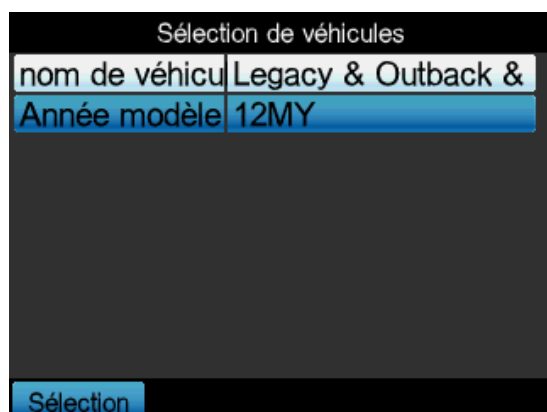 Sélection de véhicules
nom de véhicu Legacy & Outback &
Année modèle 12MY
Sélection